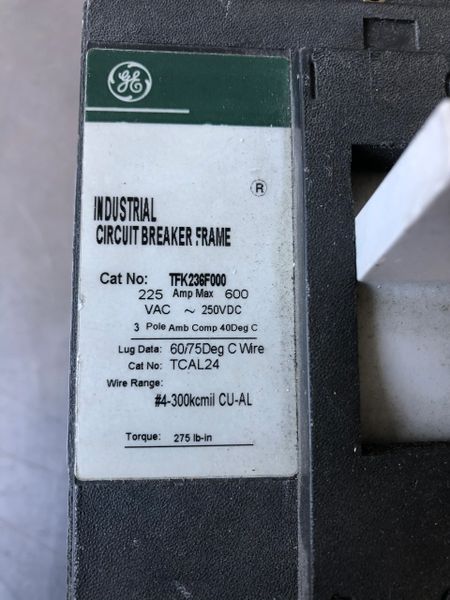 GE
®
INDUSTRIAL
CIRCUIT BREAKER FRAME
Cat No: TFK236F000
225 Amp Max 600
VAC ~ 250VDC
3 Pole Amb Comp 40Deg C
Lug Data: 60/75Deg C Wire
Cat No: TCAL24
Wire Range:
#4-300kcmil CU-AL
Torque: 275 lb-in